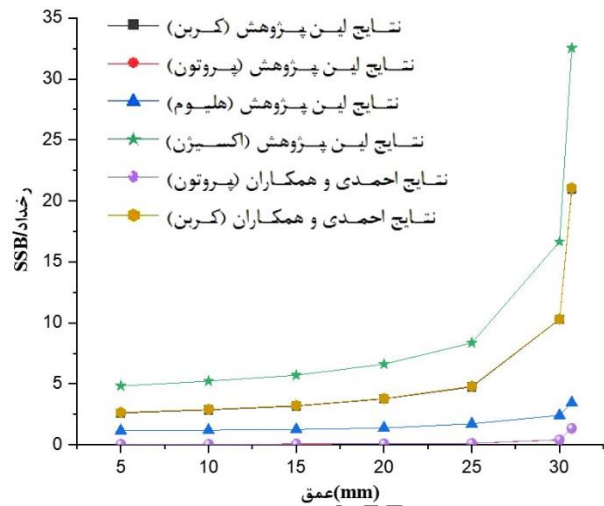 35
30
25
20
15
10
5
0
SSB/رخداد
نتایج این پژوهش (کربن)
نتایج این پژوهش (پروتون)
نتایج این پژوهش (هلیوم)
نتایج این پژوهش (اکسیژن)
نتایج احمدی و همکاران (پروتون)
نتایج احمدی و همکاران (کربن)
5 10 15 20 25 30
عمق(mm)